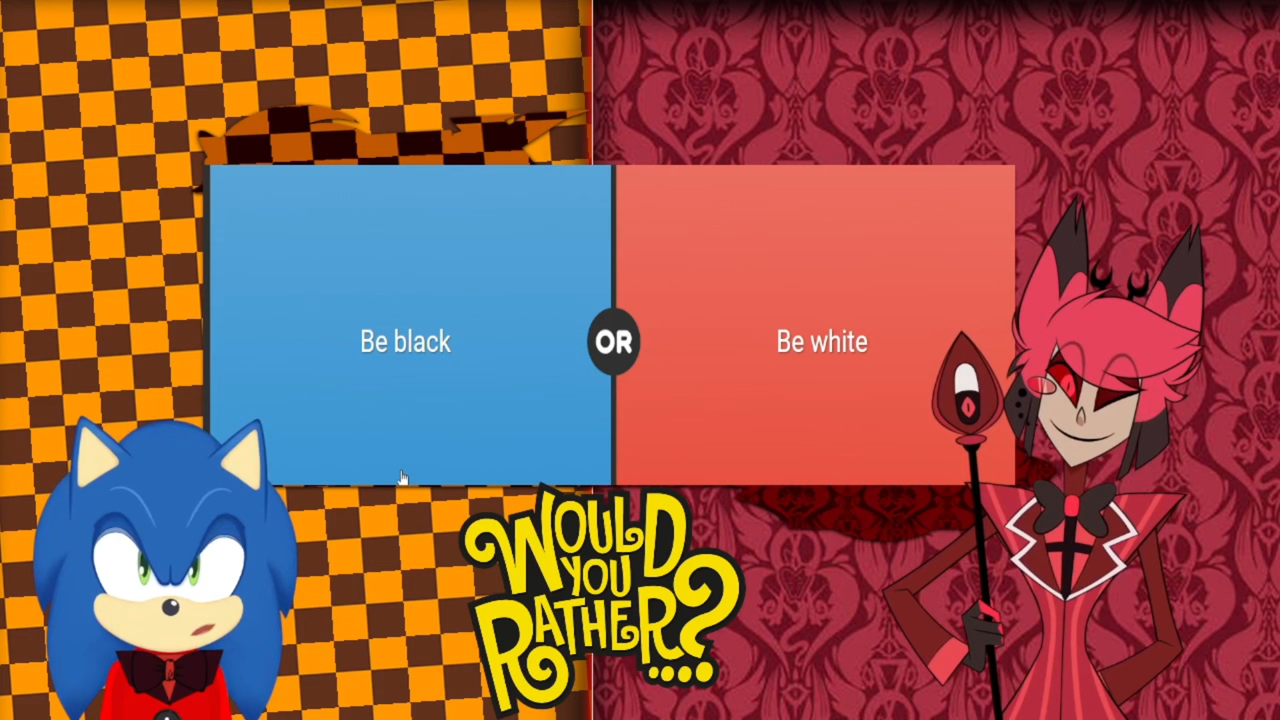 Be black
OR
Be white
WOULD
YOU
RATHER?